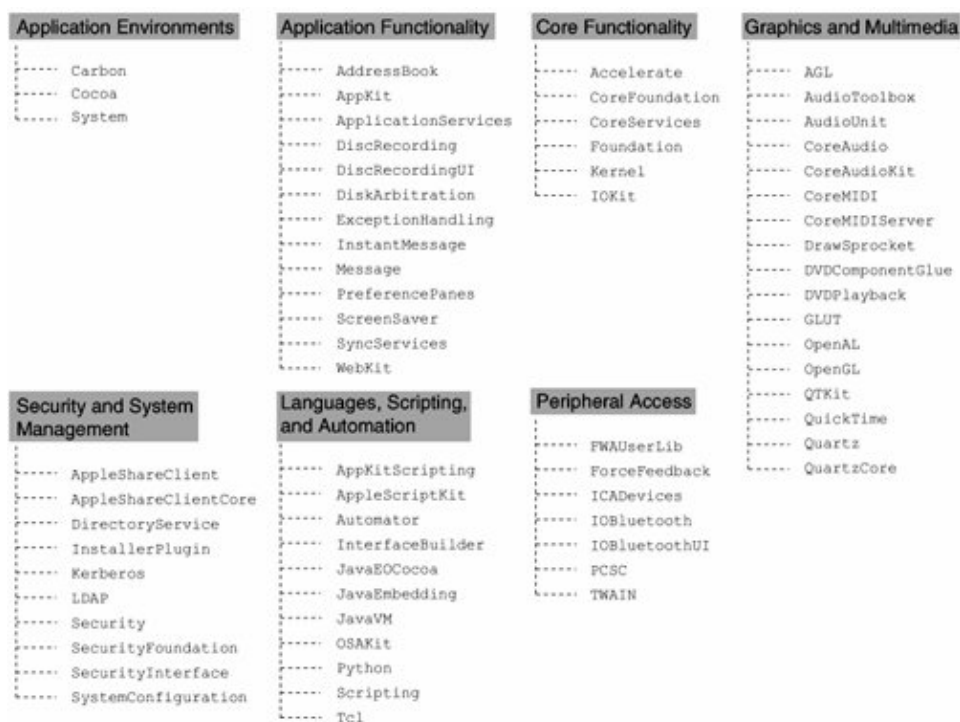 Application Environments
Carbon
Cocoa
System
Application Functionality
AddressBook
AppKit
ApplicationServices
DiscRecording
DiscRecordingUI
DiskArbitration
ExceptionHandling
InstantMessage
Message
PreferencePanes
ScreenSaver
SyncServices
WebKit
Core Functionality
Accelerate
CoreFoundation
CoreServices
Foundation
Kernel
IOKit
Graphics and Multimedia
AGL
AudioToolbox
AudioUnit
CoreAudio
CoreAudioKit
CoreMIDI
CoreMIDIServer
DrawSprocket
DVDComponentGlue
DVDPlayback
GLUT
OpenAL
OpenGL
QTKit
QuickTime
Quartz
QuartzCore
Security and System
Management
AppleShareClient
AppleShareClientCore
DirectoryService
InstallerPlugin
Kerberos
LDAP
Security
SecurityFoundation
SecurityInterface
SystemConfiguration
Languages, Scripting,
and Automation
AppKitScripting
AppleScriptKit
Automator
InterfaceBuilder
JavaEOCocoa
JavaEmbedding
JavaVM
OSAKit
Python
Scripting
Tcl
Peripheral Access
FWAUserLib
ForceFeedback
ICADevices
IOBluetooth
IOBluetoothUI
PCSC
TWAIN